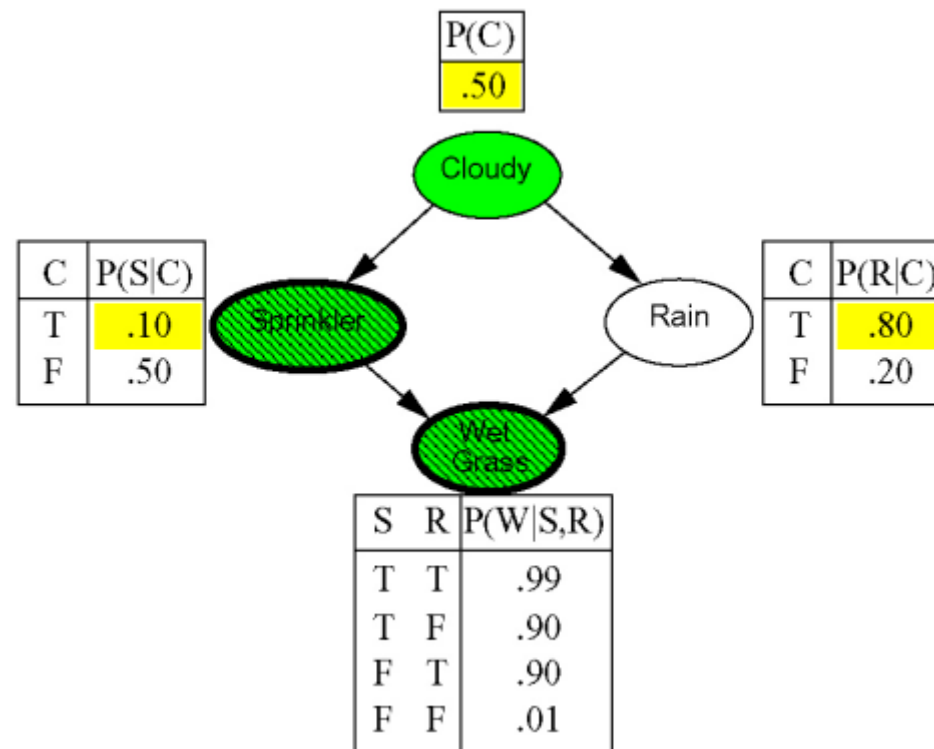 P(C)
.50
Cloudy
C P(S|C)
T .10
F .50
Sprinkler
Rain
C P(R|C)
T .80
F .20
Wet
Grass
S R P(W|S,R)
T T .99
T F .90
F T .90
F F .01